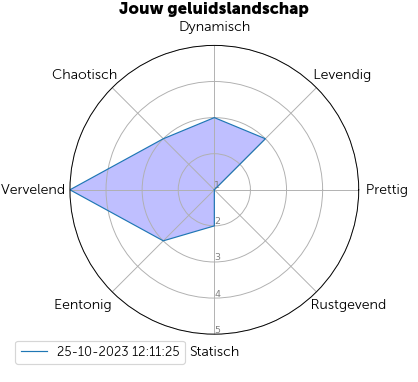 Jouw geluidslandschap
Dynamisch
Chaotisch
Levendig
Vervelend
1
Prettig
2
3
4
Eentonig
Rustgevend
5
25-10-2023 12:11:25
Statisch